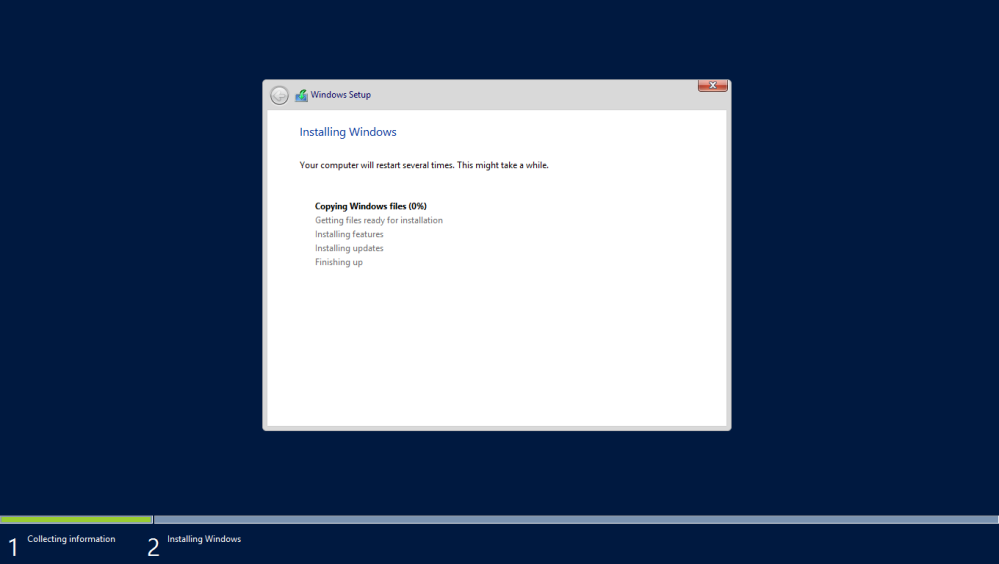 Windows Setup
Installing Windows
Your computer will restart several times. This might take a while.
Copying Windows files (0%)
Getting files ready for installation
Installing features
Installing updates
Finishing up
1 Collecting information
2 Installing Windows